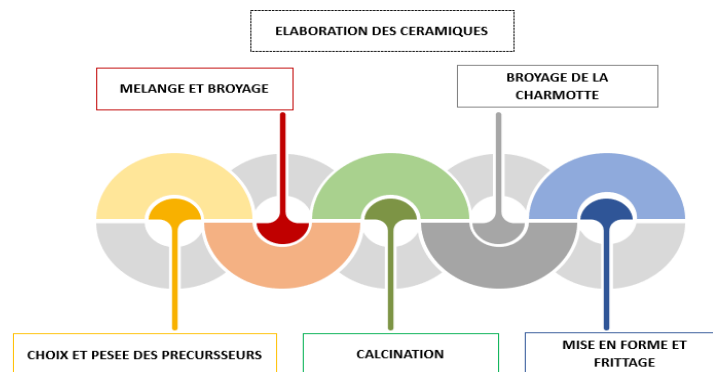 ELABORATION DES CERAMIQUES
MELANGE ET BROYAGE
BROYAGE DE LA
CHARMOTTE
CHOIX ET PESEE DES PRECURSSEURS
CALCINATION
MISE EN FORME ET
FRITTAGE